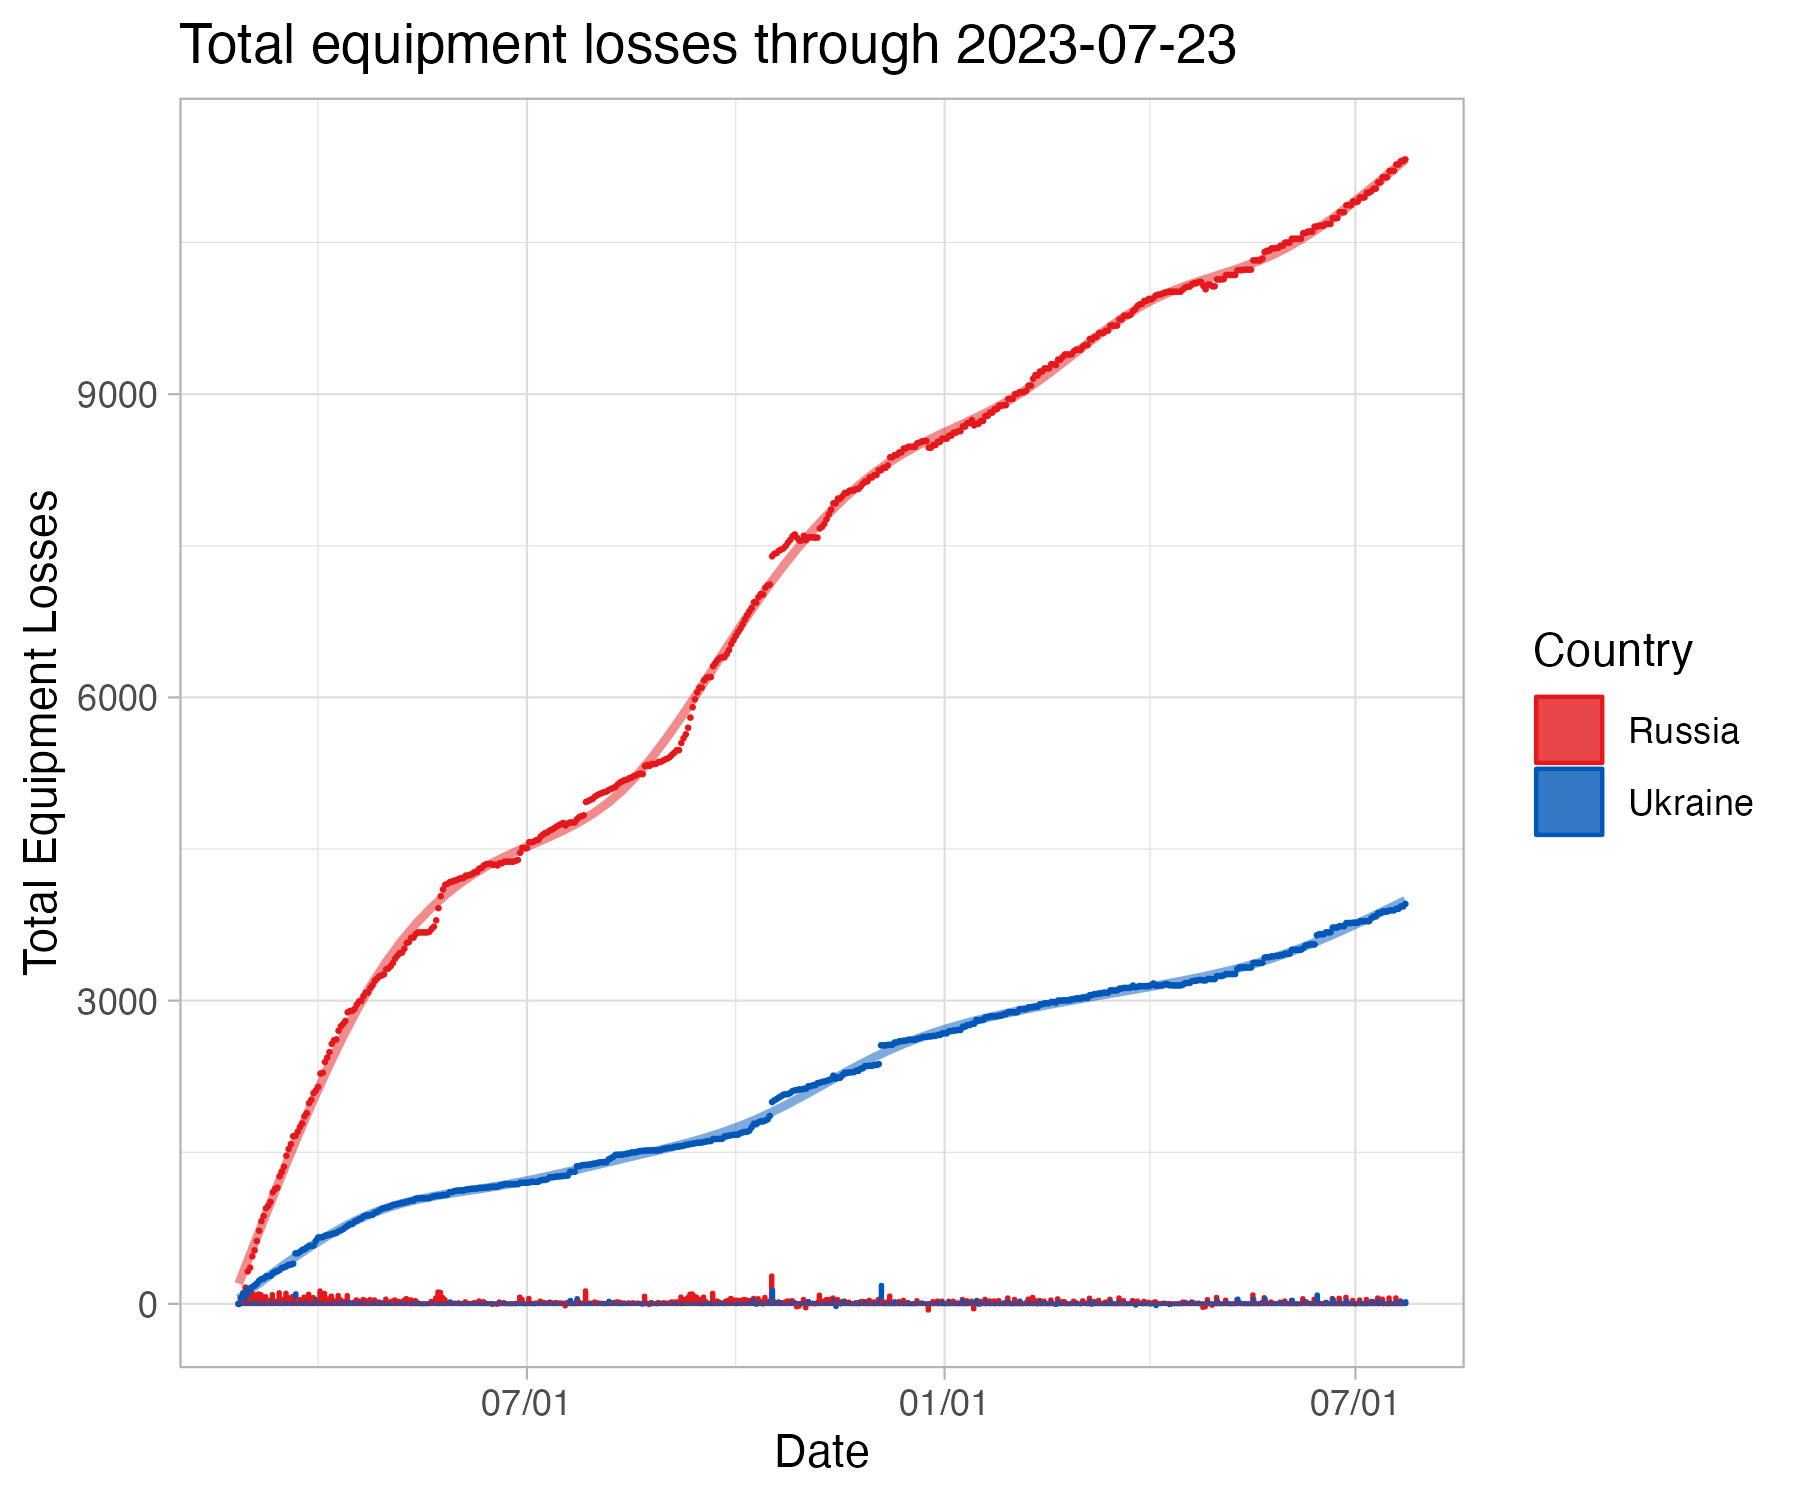 Total equipment losses through 2023-07-23
Total Equipment Losses
9000
6000
3000
0
07/01
01/01
07/01
Date
Country
Russia
Ukraine